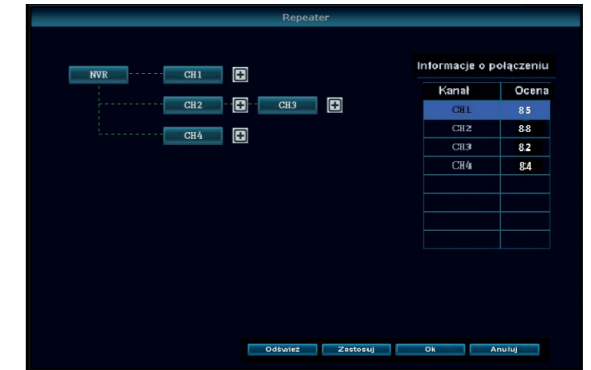 Repeater
Informacje o połączeniu
NVR CH1
Kanał Ocena
CH2 CH3
CH1 85
CH2 88
CH4
CH3 82
CH4 84
Odśwież Zastosuj Ok Anuluj